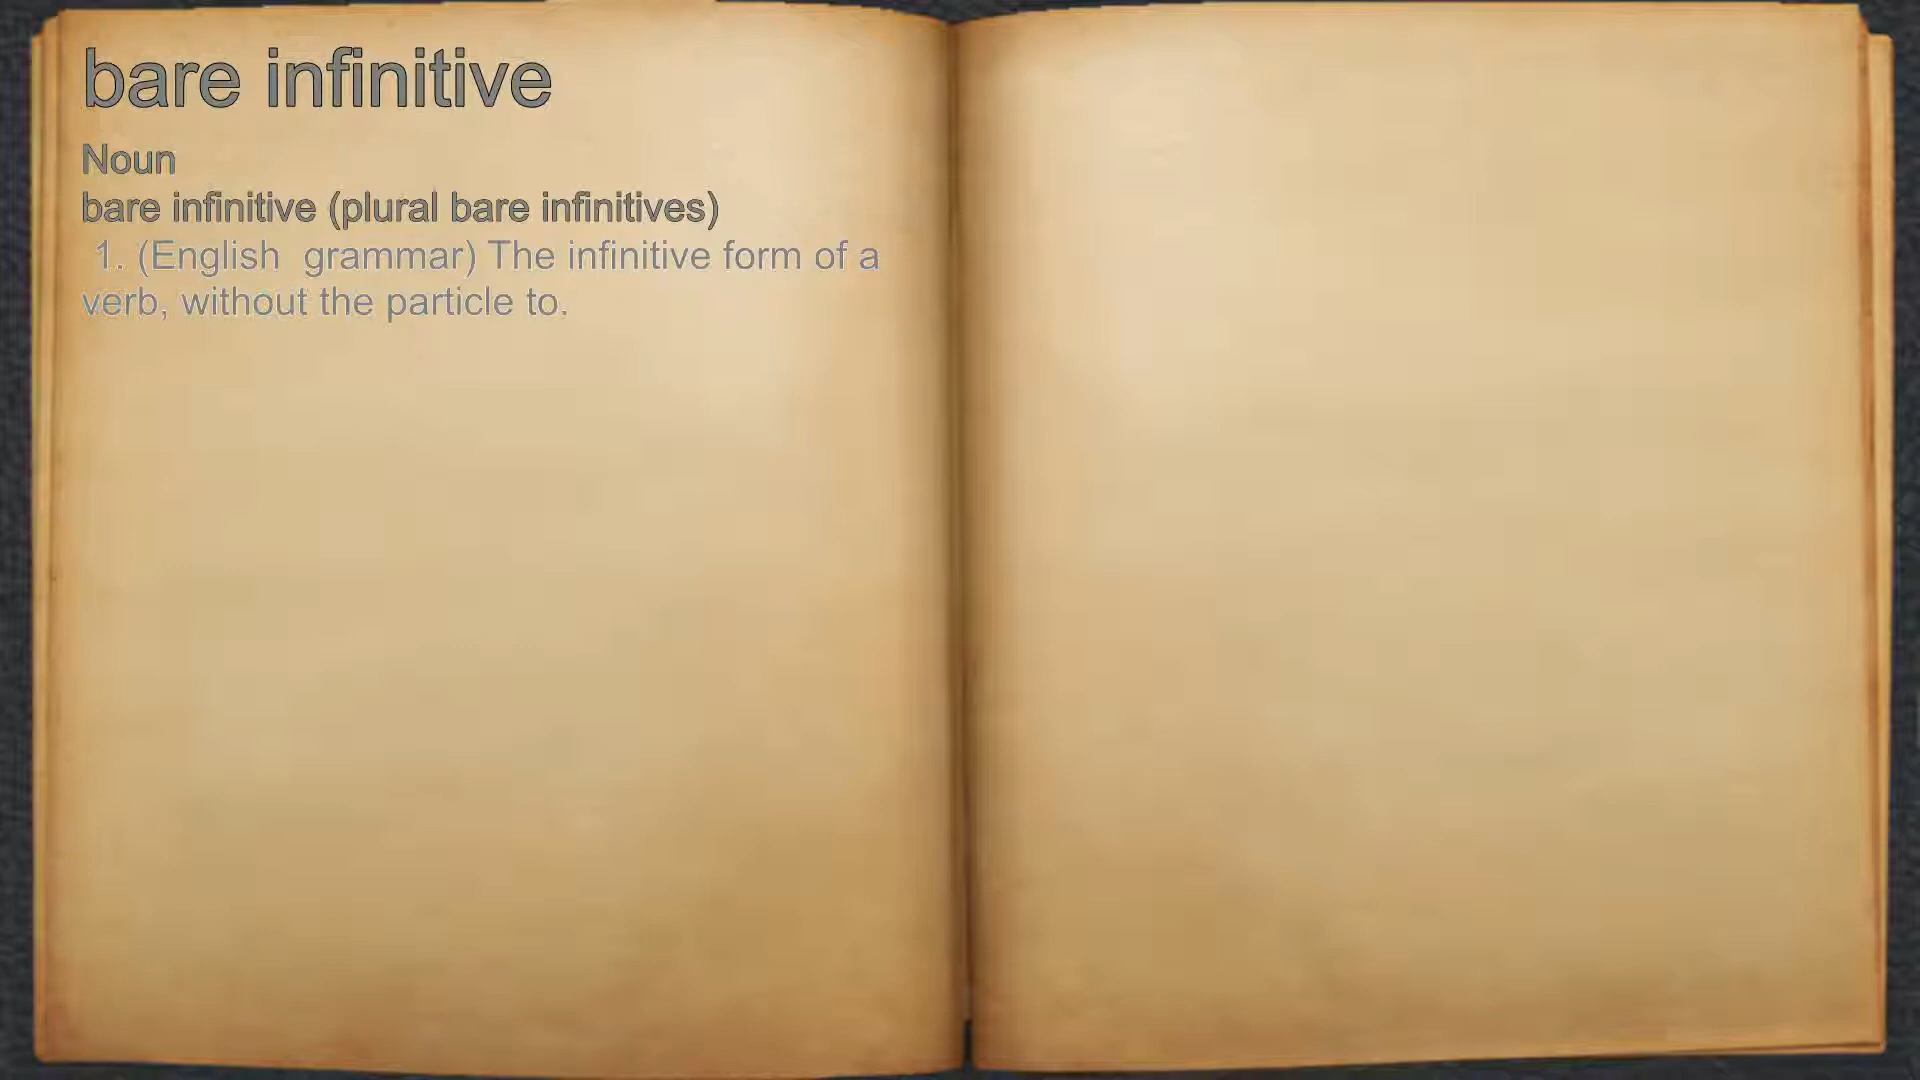 bare infinitive
Noun
bare infinitive (plural bare infinitives)
1. (English  grammar) The infinitive form of a
verb, without the particle to.